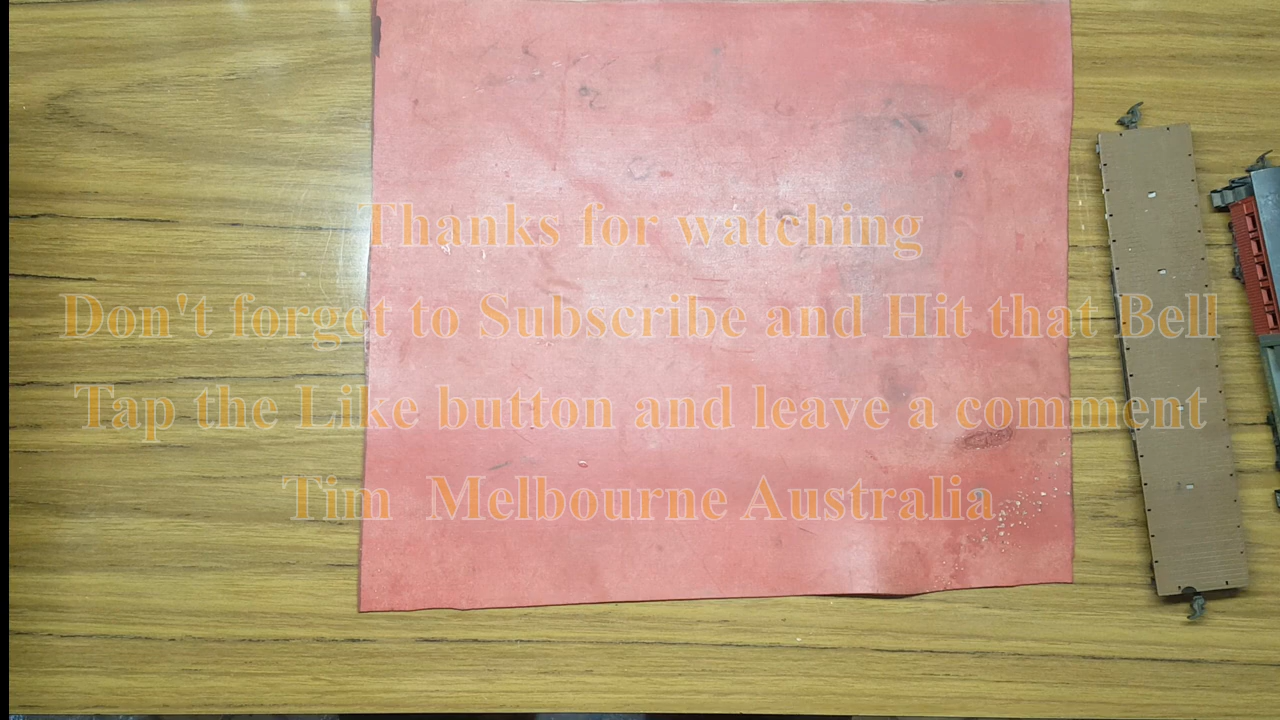 Thanks for watching
Don't forget to Subscribe and Hit that Bell
Tap the Like button and leave a comment
Tim Melbourne Australia